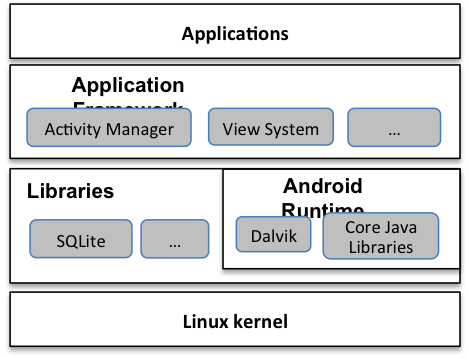 Applications
Application
Framework
Activity Manager
View System
...
Libraries
Android
Runtime
SQLite
...
Dalvik
Core Java
Libraries
Linux kernel